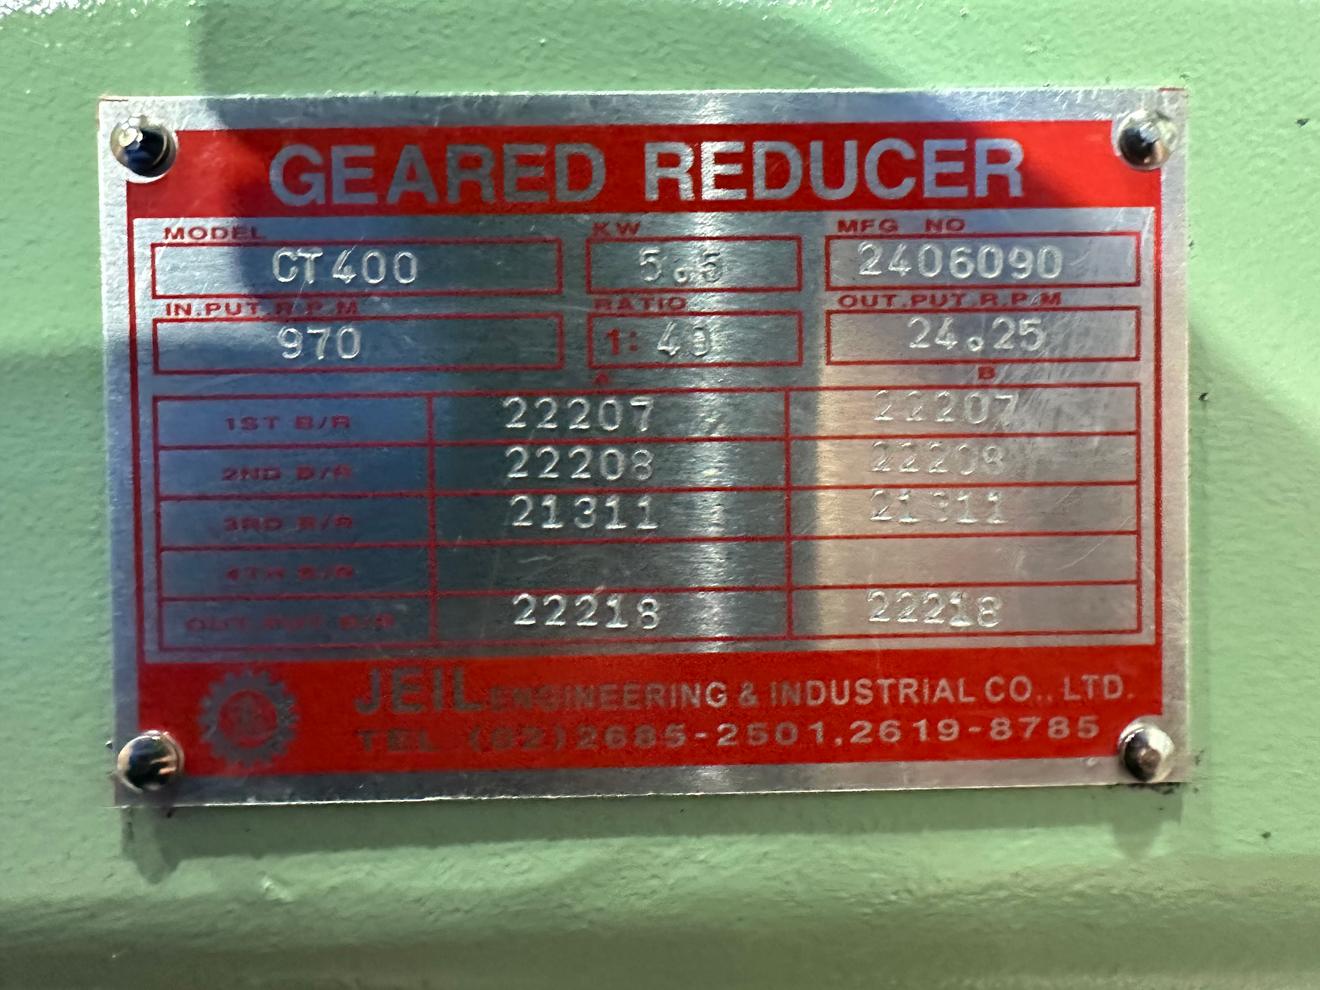 GEARED REDUCER
MODEL KW MFG NO
CT400 5.5 2406090
IN.PUT.R.P.M RATIO OUT.PUT.R.P.M
970 1: 40 24.25
A B
1ST B/R 22207 22207
2ND B/R 22208 22208
3RD B/R 21311 21311
4TH B/R
OUT.PUT B/R 22218 22218
JEIL ENGINEERING & INDUSTRIAL CO., LTD.
TEL (02)2685-2501,2619-8785